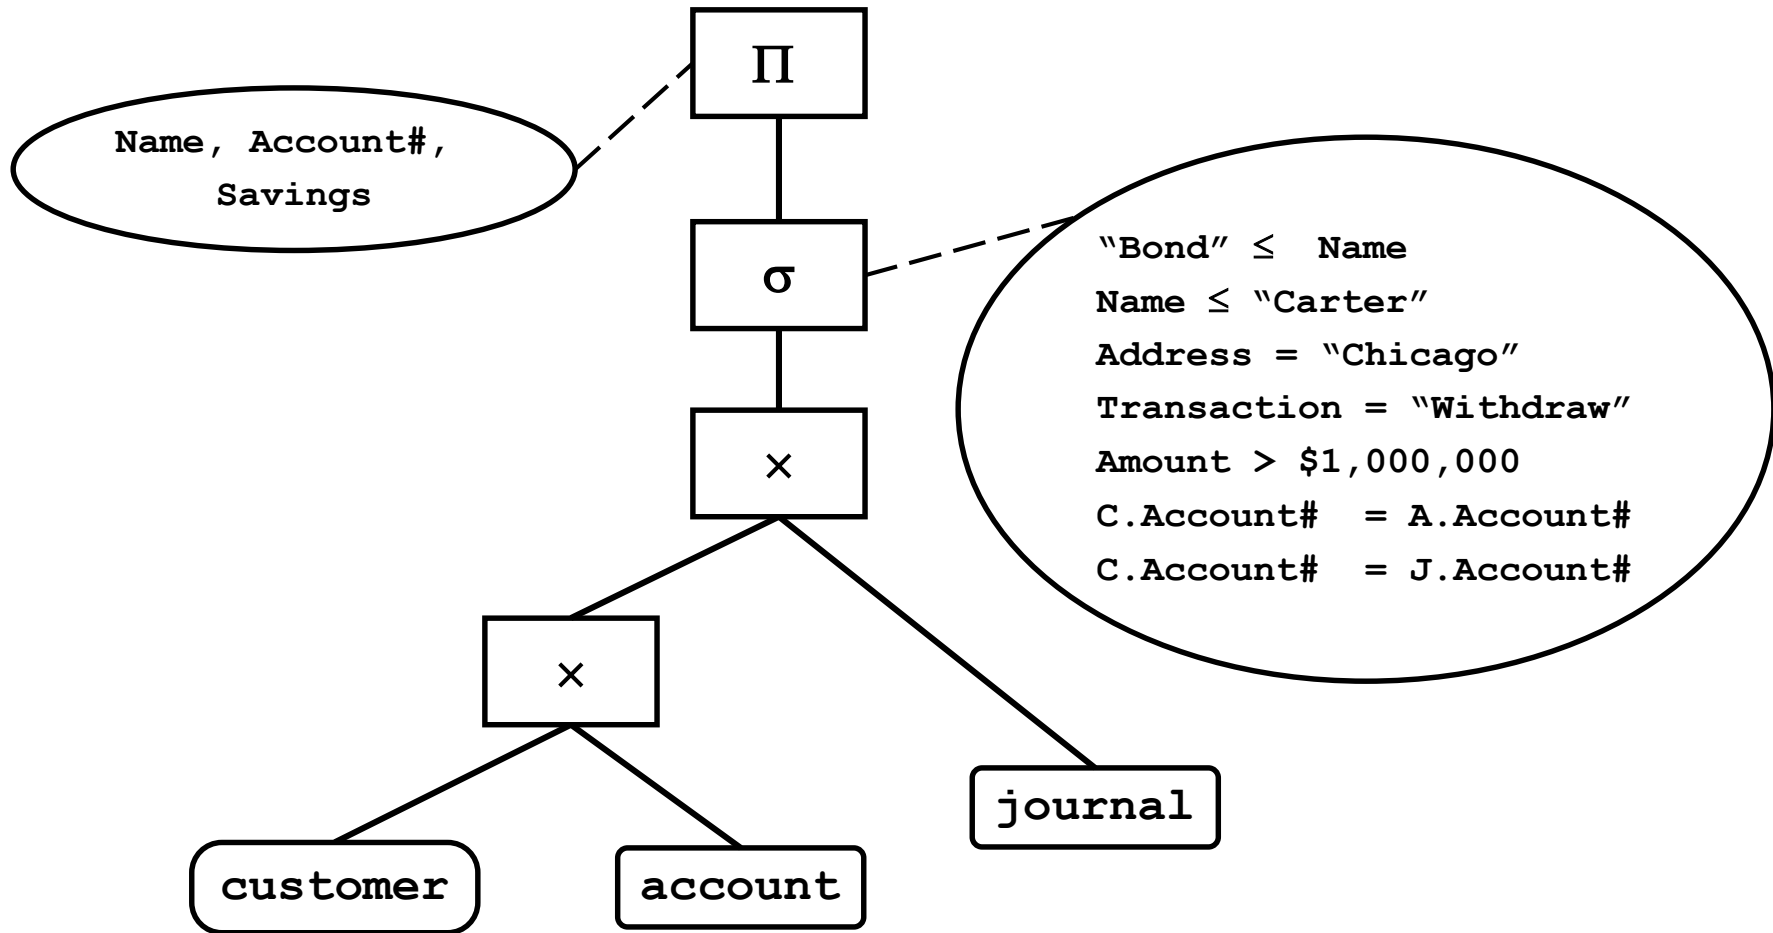 Π
Name, Account#,
Savings
σ
“Bond” ≤ Name
Name ≤ “Carter”
Address = “Chicago”
Transaction = “Withdraw”
Amount > $1,000,000
C.Account# = A.Account#
C.Account# = J.Account#
×
×
journal
customer
account